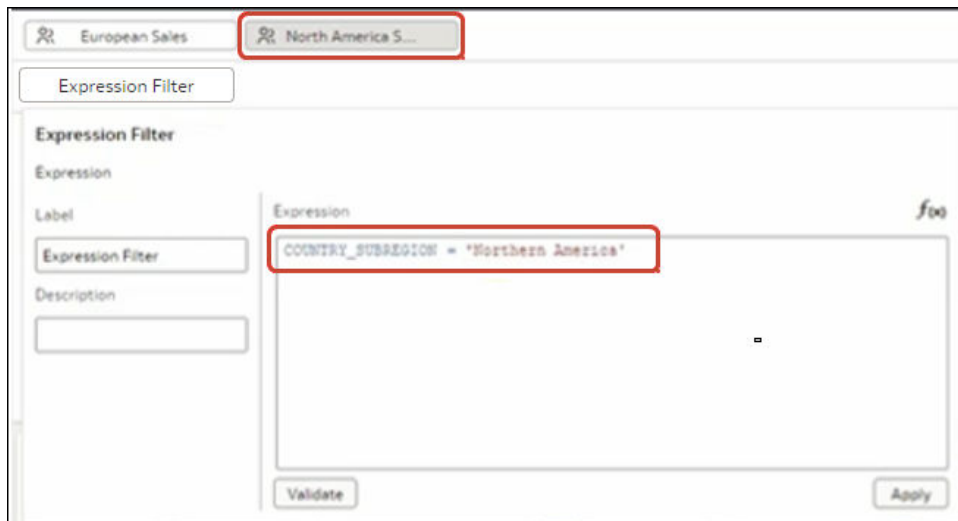 European Sales
North America S...
Expression Filter
Expression Filter
Expression
Label
Expression
f(x)
Expression Filter
COUNTRY_SUBREGION = 'Northern America'
Description
Validate
Apply